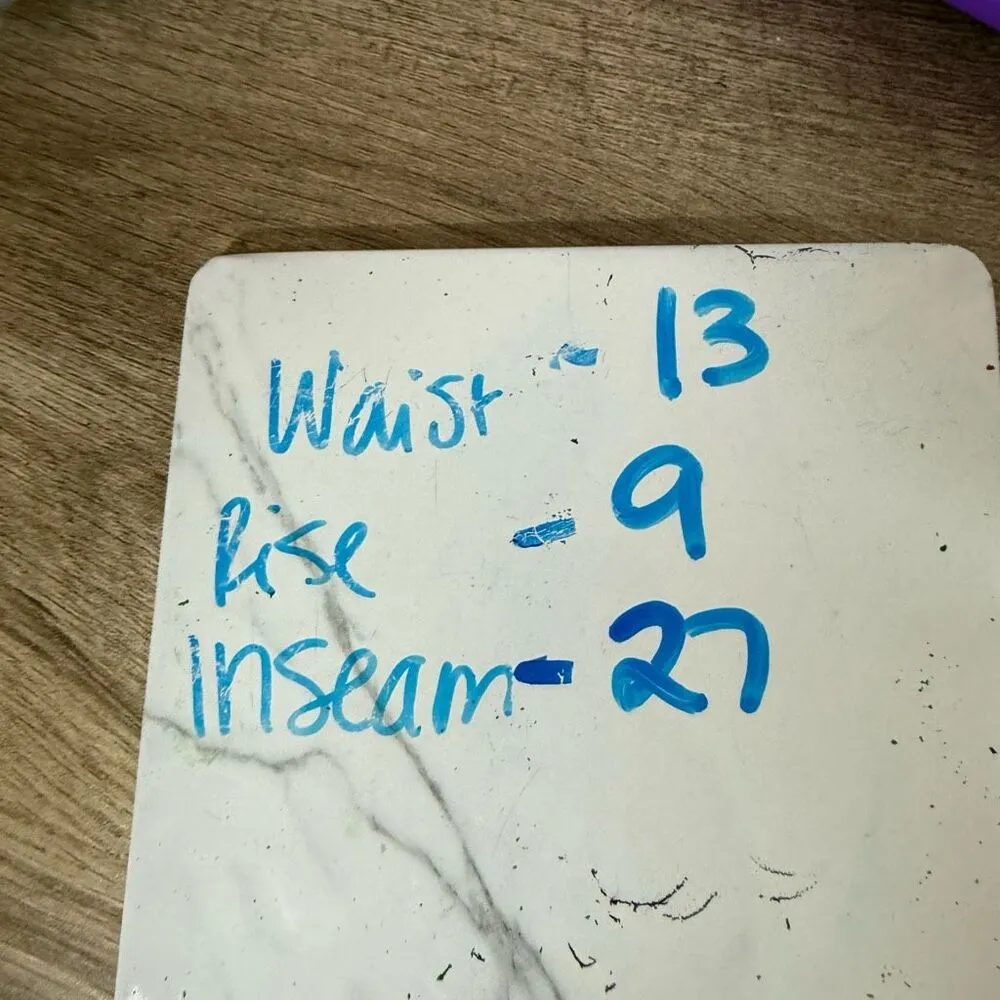 Waist - 13
Rise - 9
Inseam - 27